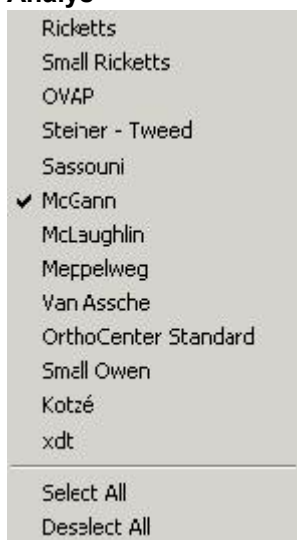 Ricketts
Small Ricketts
OVAP
Steiner - Tweed
Sassouni
McGann
McLaughlin
Meppelweg
Van Assche
OrthoCenter Standard
Small Owen
Kotzé
xdt
Select All
Deselect All